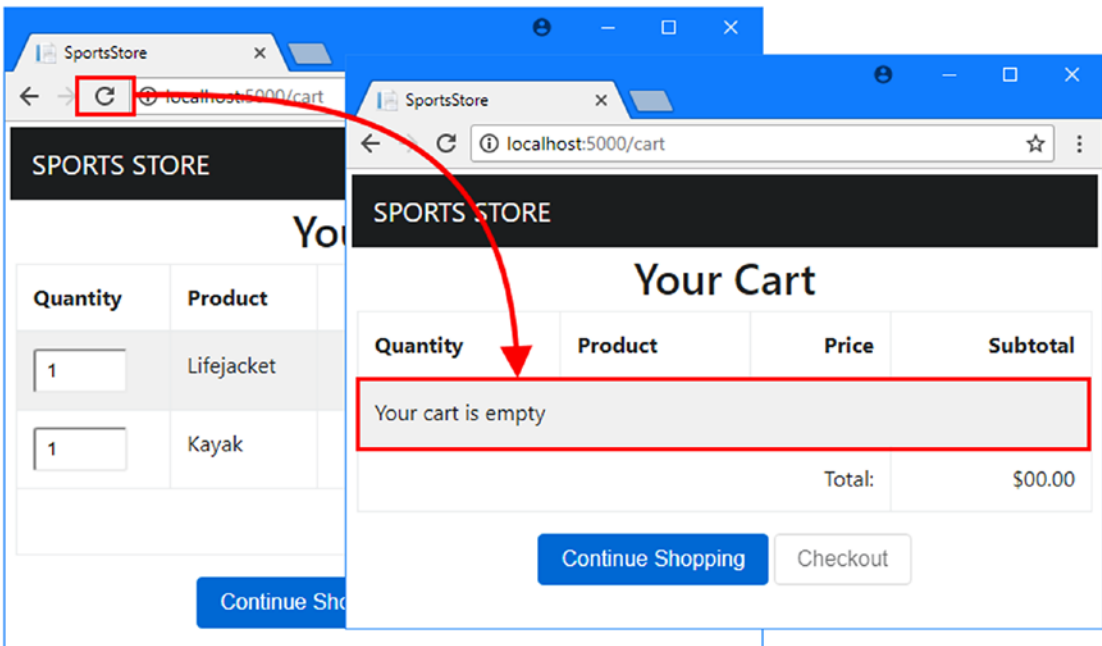 SportsStore
localhost:5000/cart
SPORTS STORE
You
Quantity Product
1 Lifejacket
1 Kayak
Continue Sho
SportsStore
localhost:5000/cart
SPORTS STORE
Your Cart
Quantity Product Price Subtotal
Your cart is empty
Total: $00.00
Continue Shopping Checkout